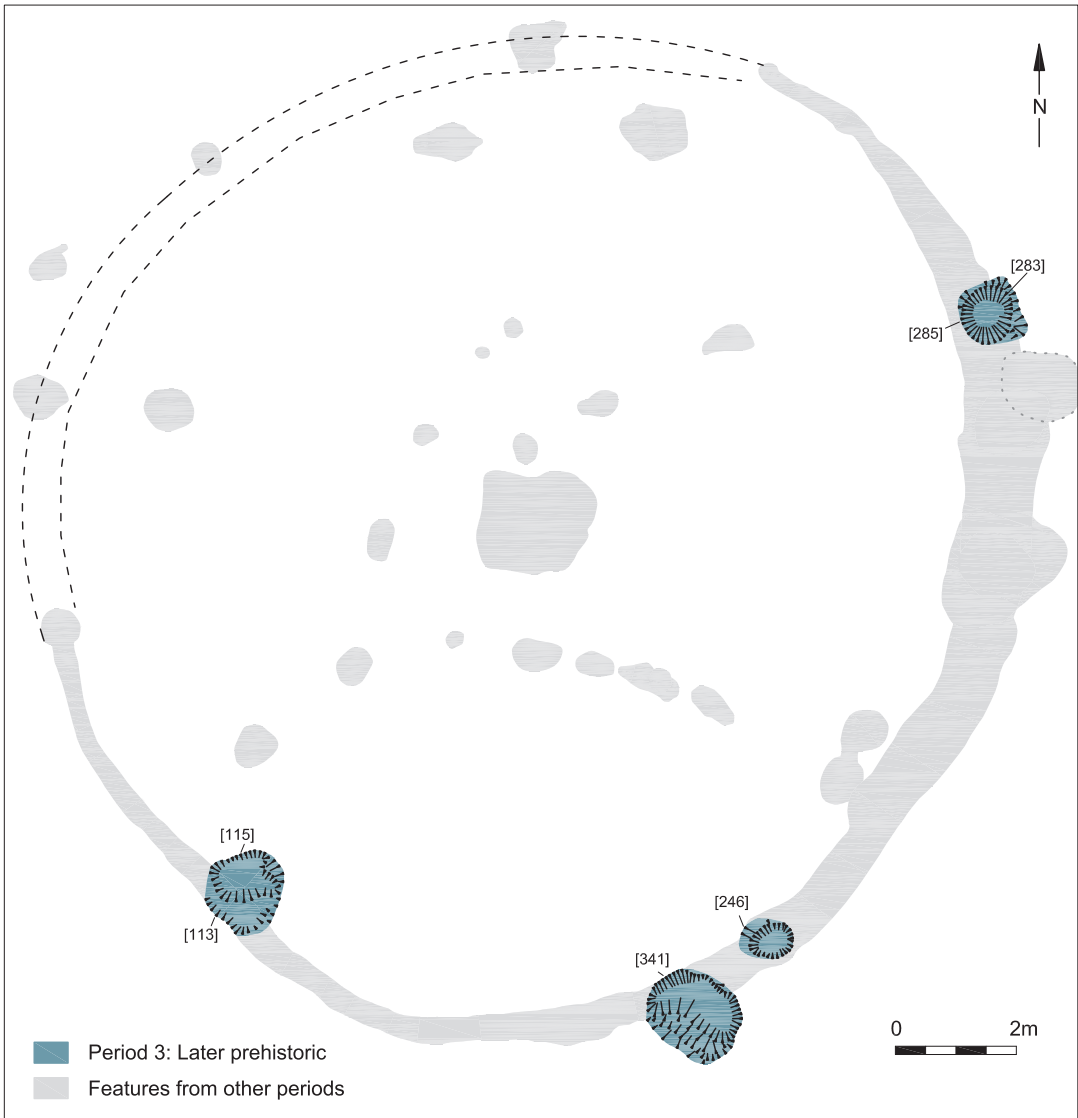 N
[283]
[285]
[115]
[113]
[246]
[341]
0 2m
Period 3: Later prehistoric
Features from other periods